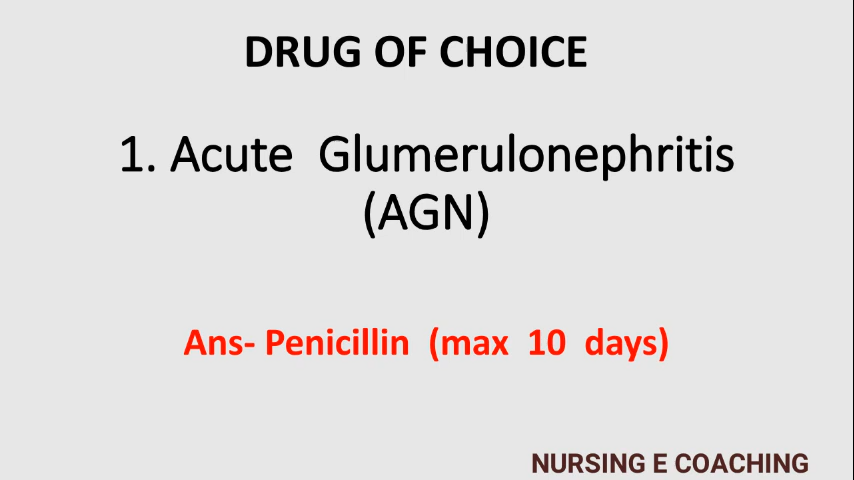 DRUG OF CHOICE
1. Acute Glumerulonephritis
(AGN)
Ans- Penicillin (max 10 days)
NURSING E COACHING